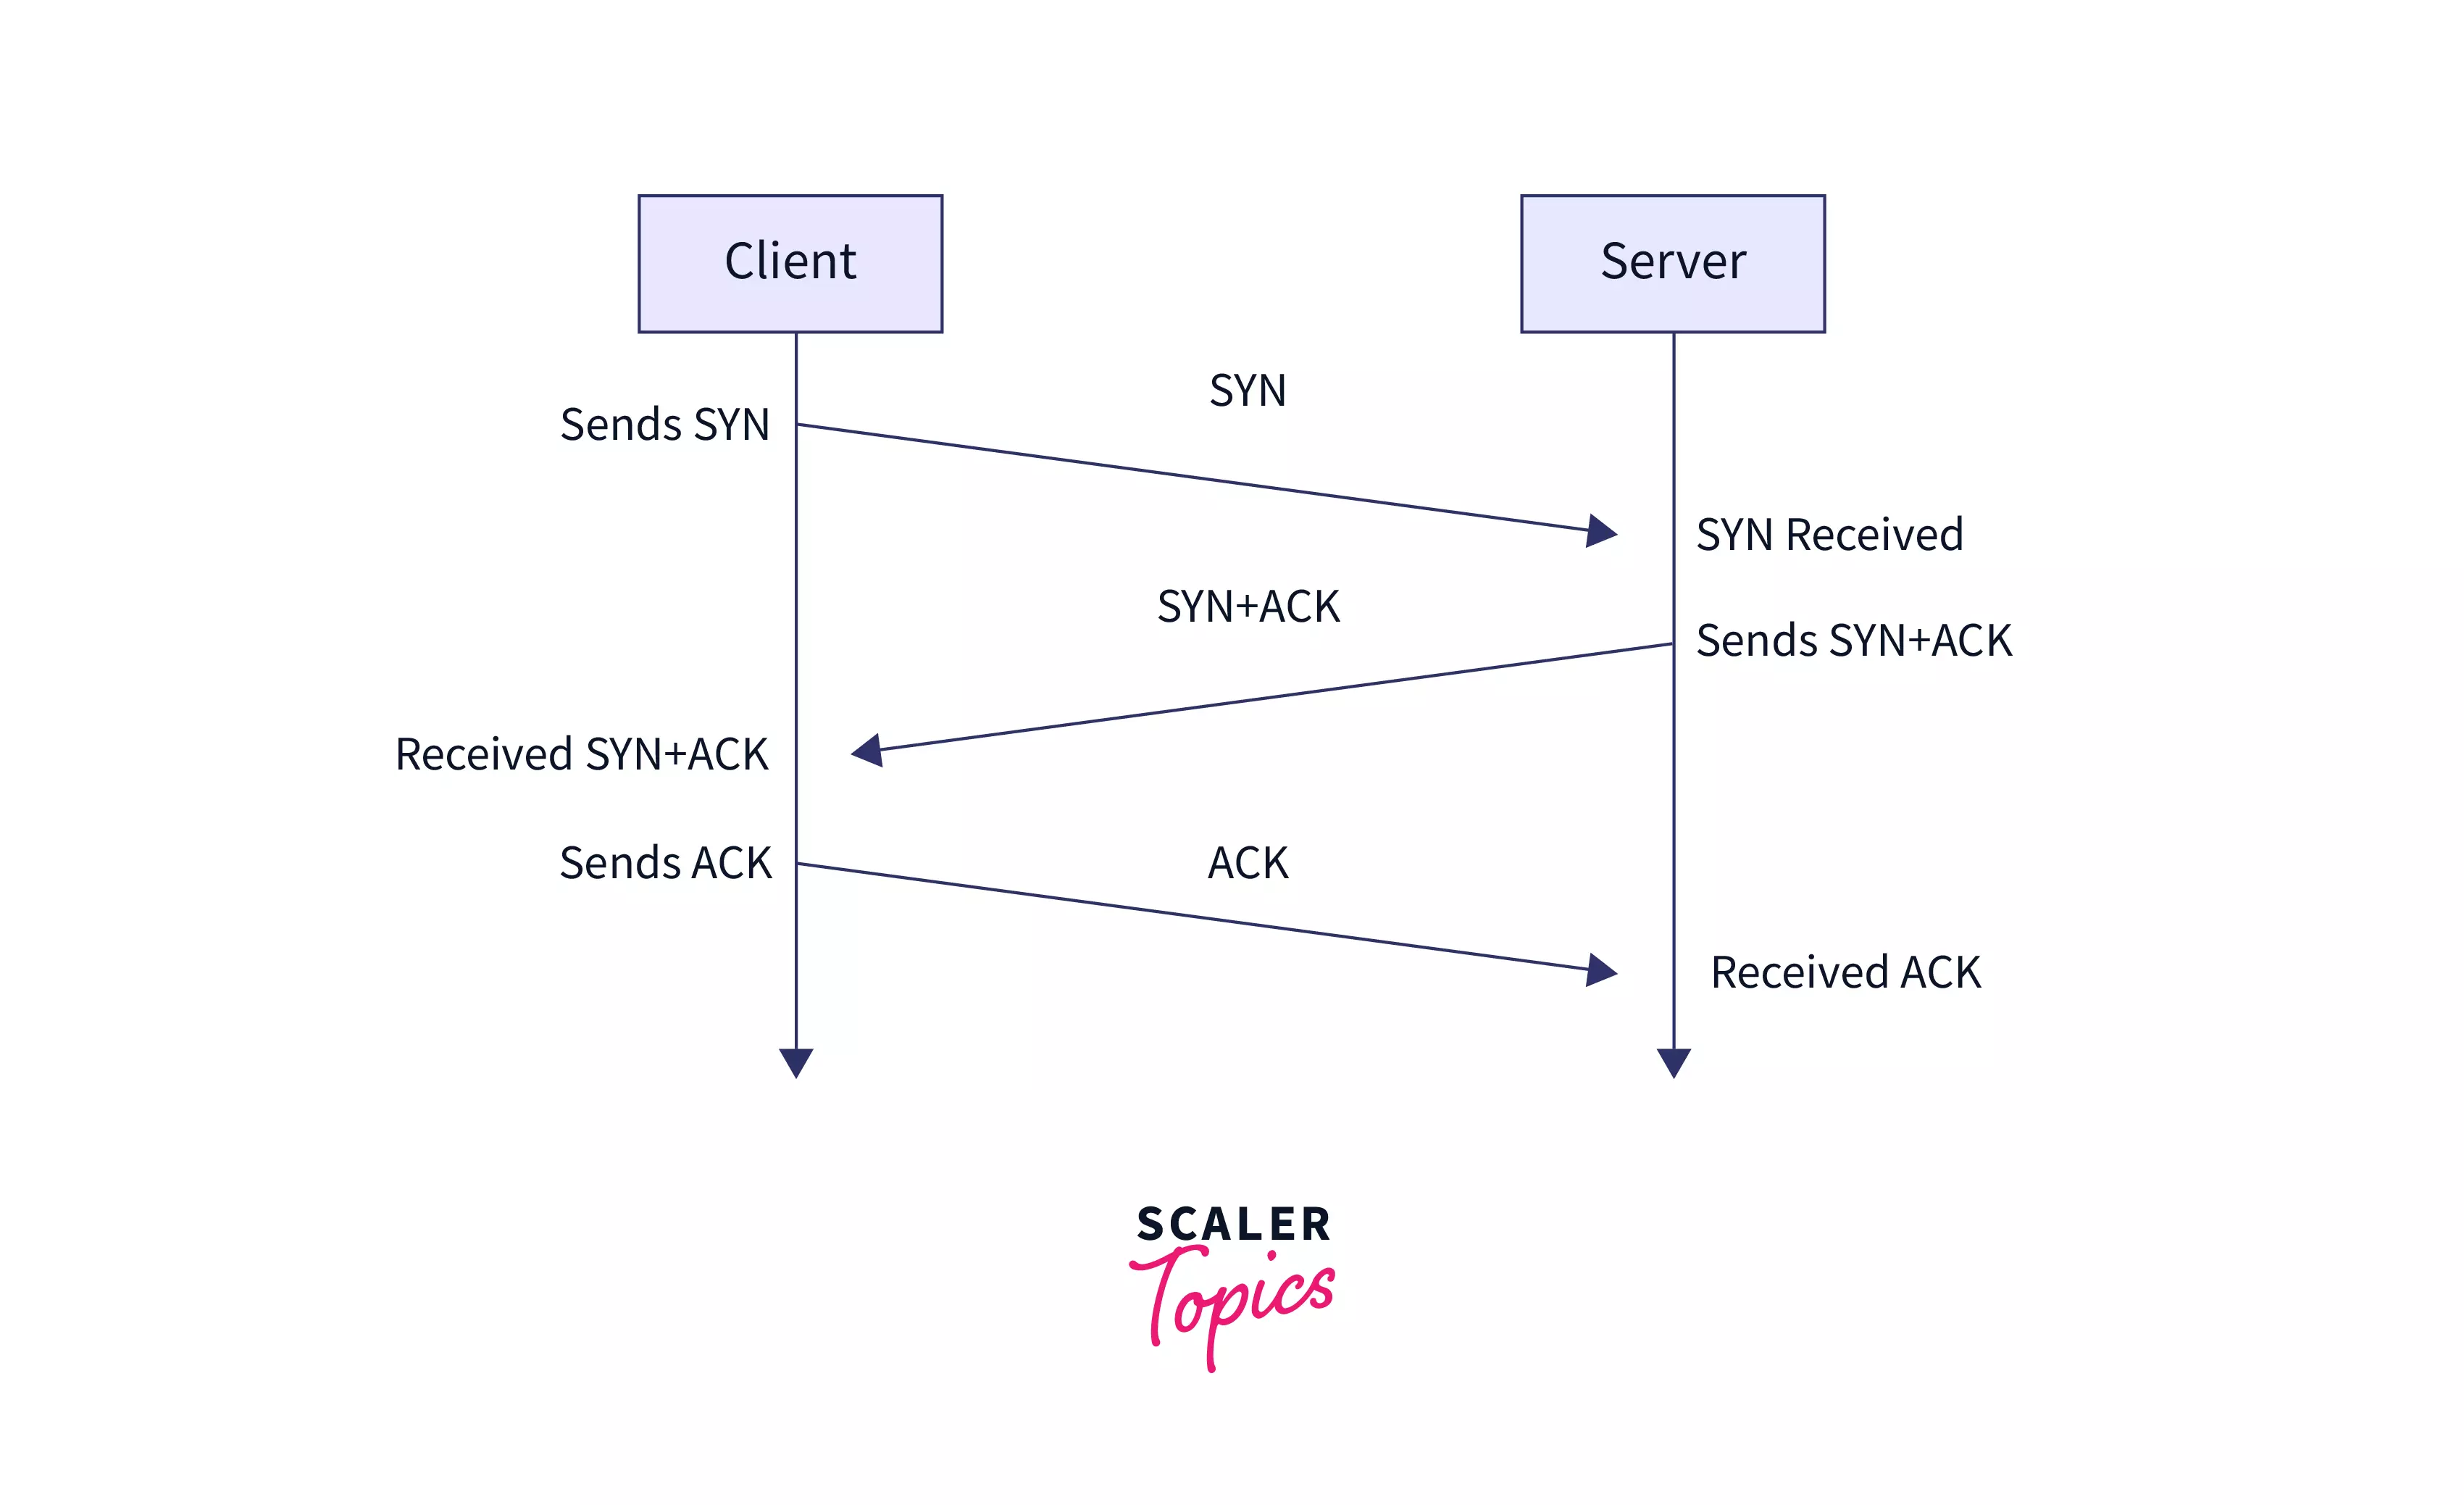 Client
Server
SYN
Sends SYN
SYN Received
SYN+ACK
Sends SYN+ACK
Received SYN+ACK
Sends ACK
ACK
Received ACK
SCALER
Topics